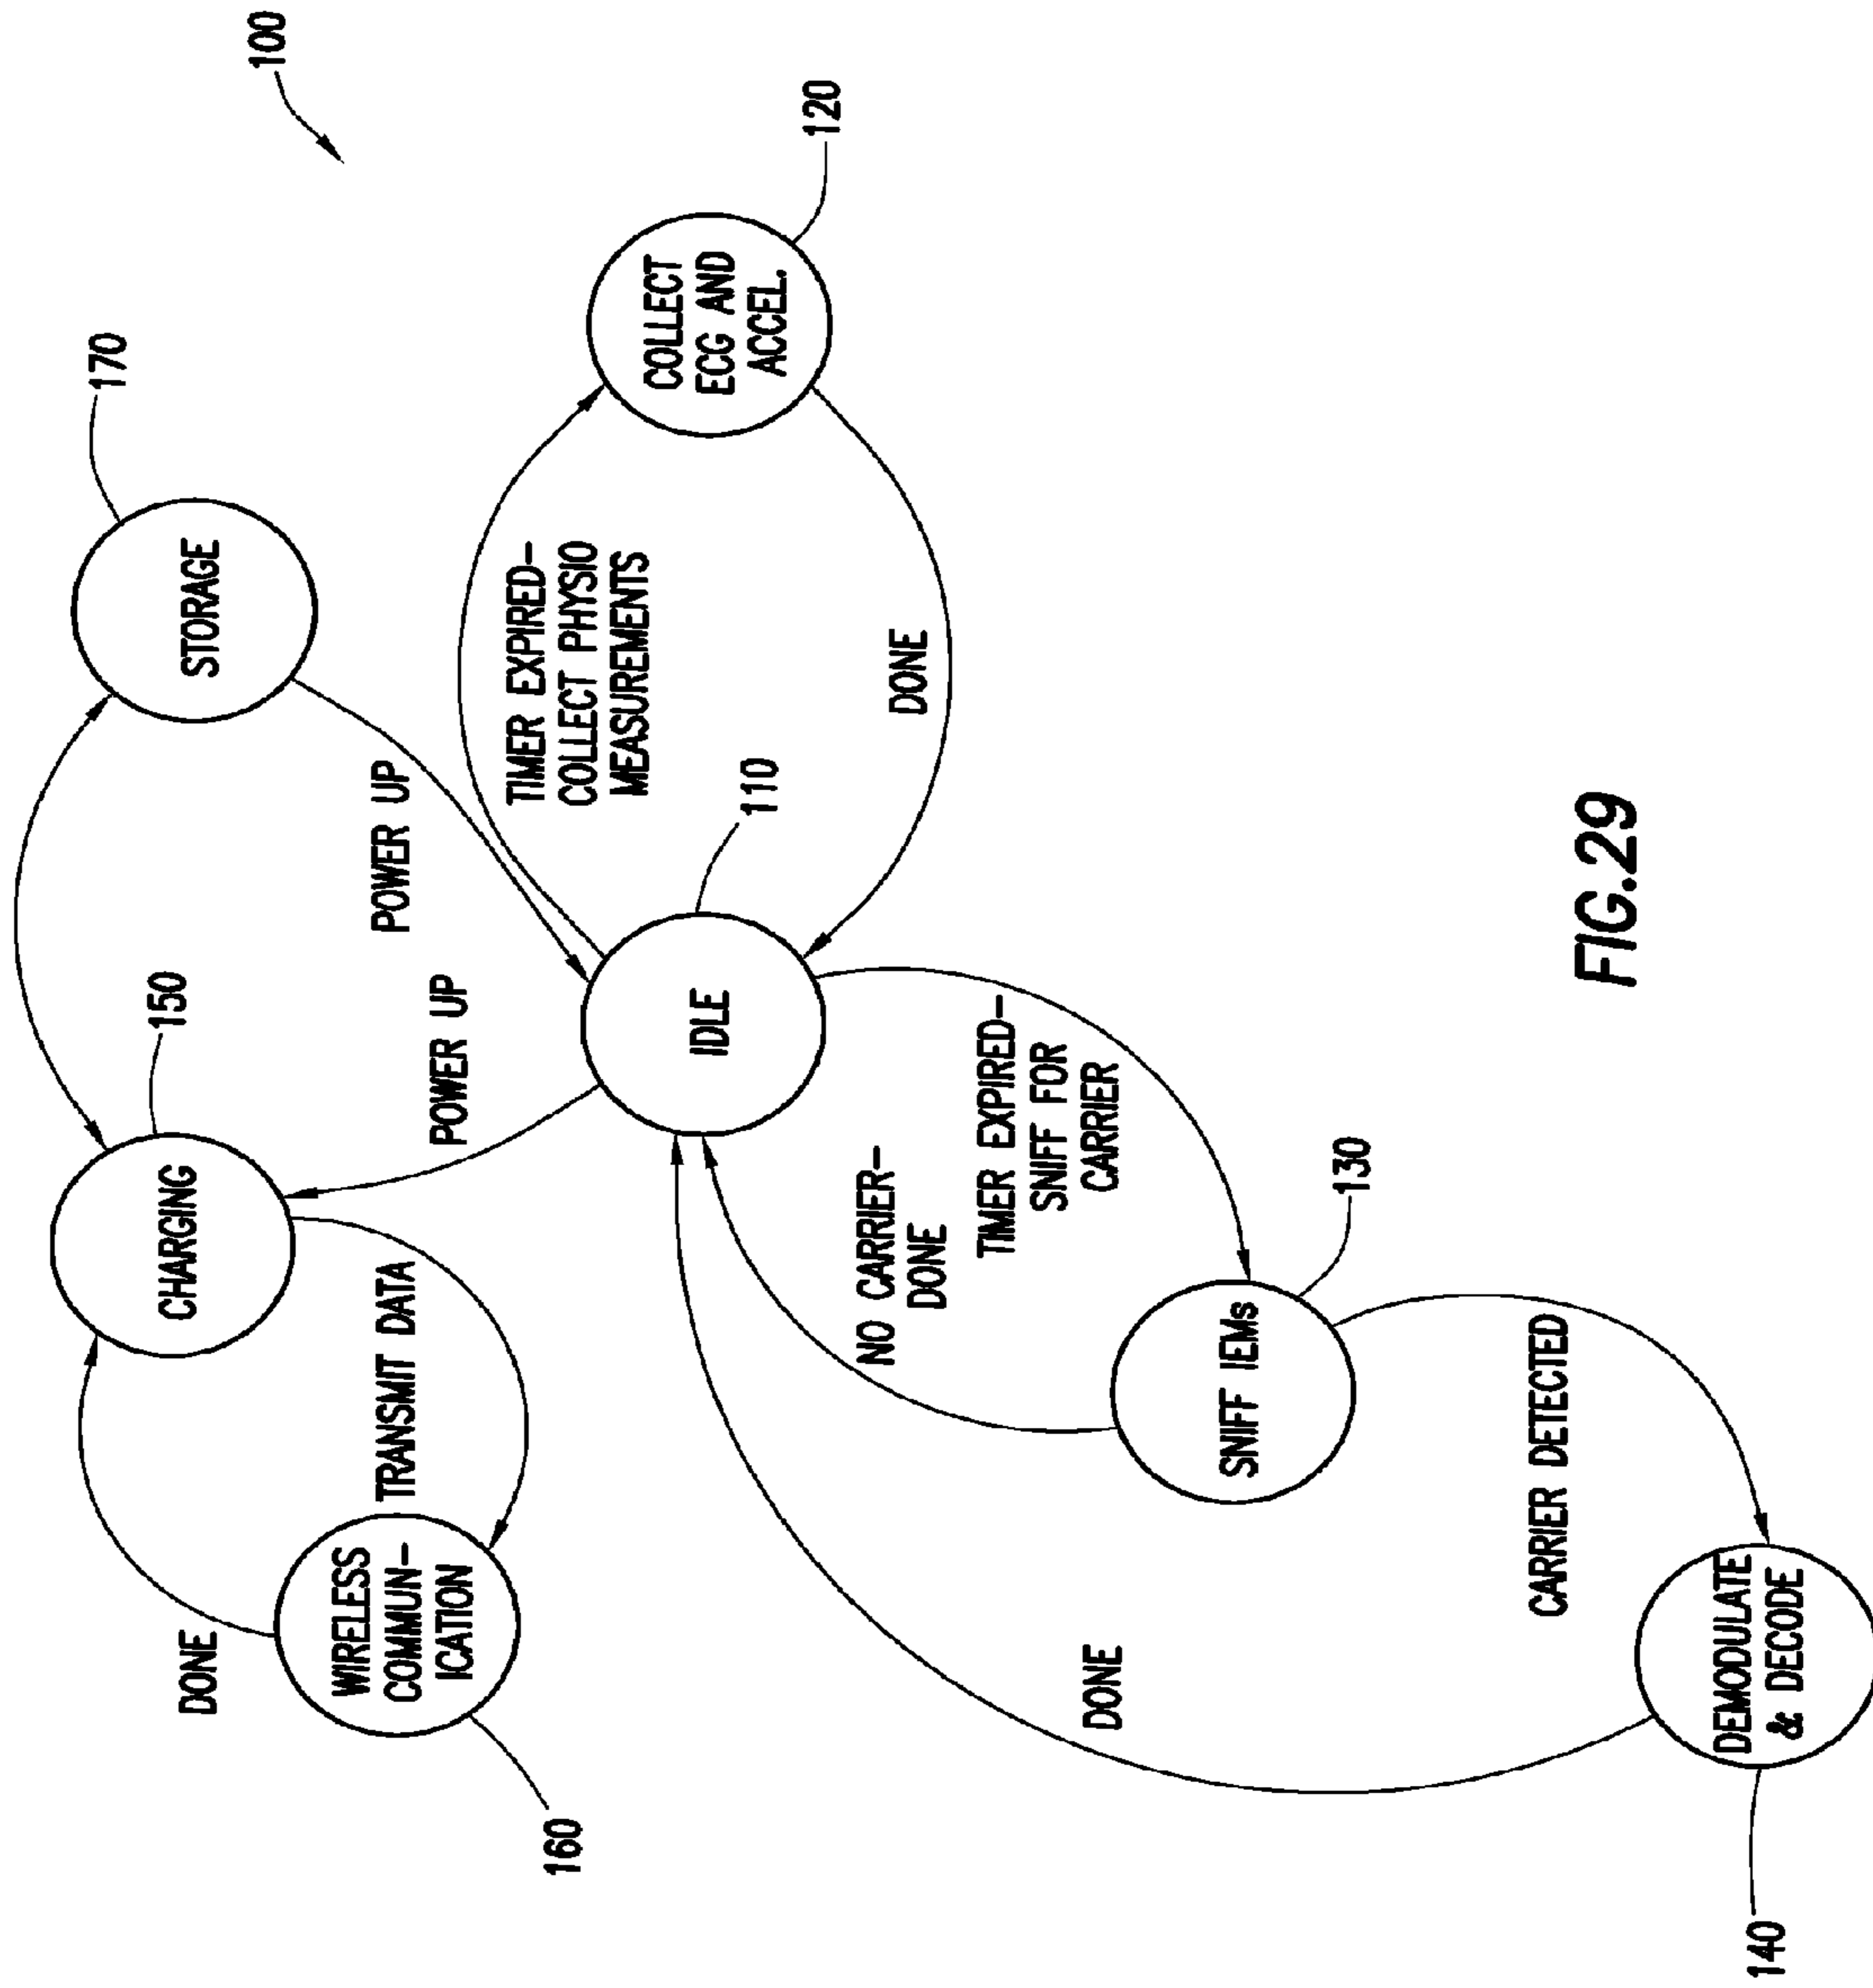 100
170
STORAGE
150
CHARGING
POWER UP
POWER UP
DONE
TRANSMIT DATA
WIRELESS
COMMUN-
ICATION
160
TIMER EXPIRED-
COLLECT PHYSIO
MEASUREMENTS
COLLECT
ECG AND
ACCEL.
120
110
IDLE
DONE
NO CARRIER-
DONE
TIMER EXPIRED-
SNIFF FOR
CARRIER
130
SNIFF IEMs
DONE
CARRIER DETECTED
DEMODULATE
& DECODE
140
FIG.29